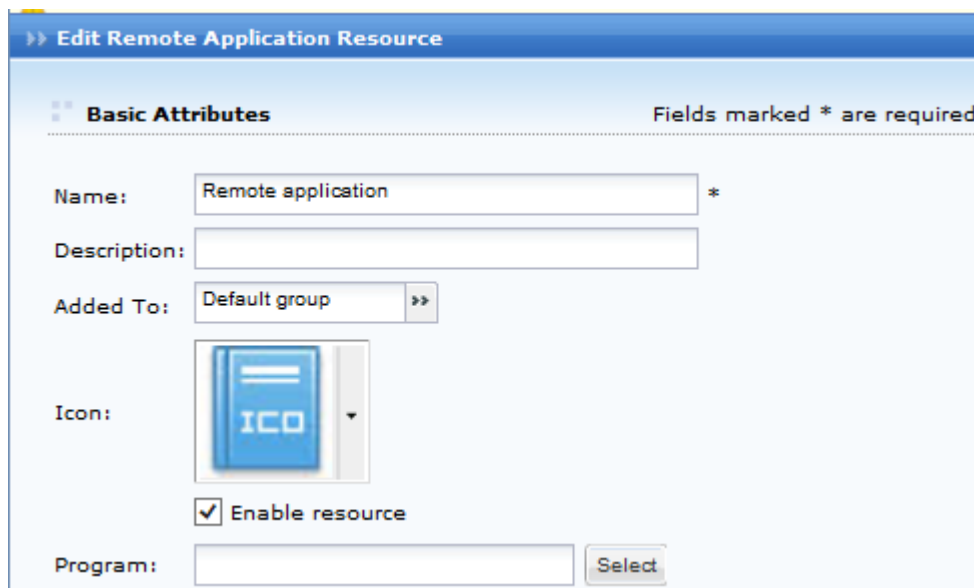 Edit Remote Application Resource
Basic Attributes Fields marked * are required
Name: Remote application *
Description:
Added To: Default group
ICO
Icon:
Enable resource
Program: Select